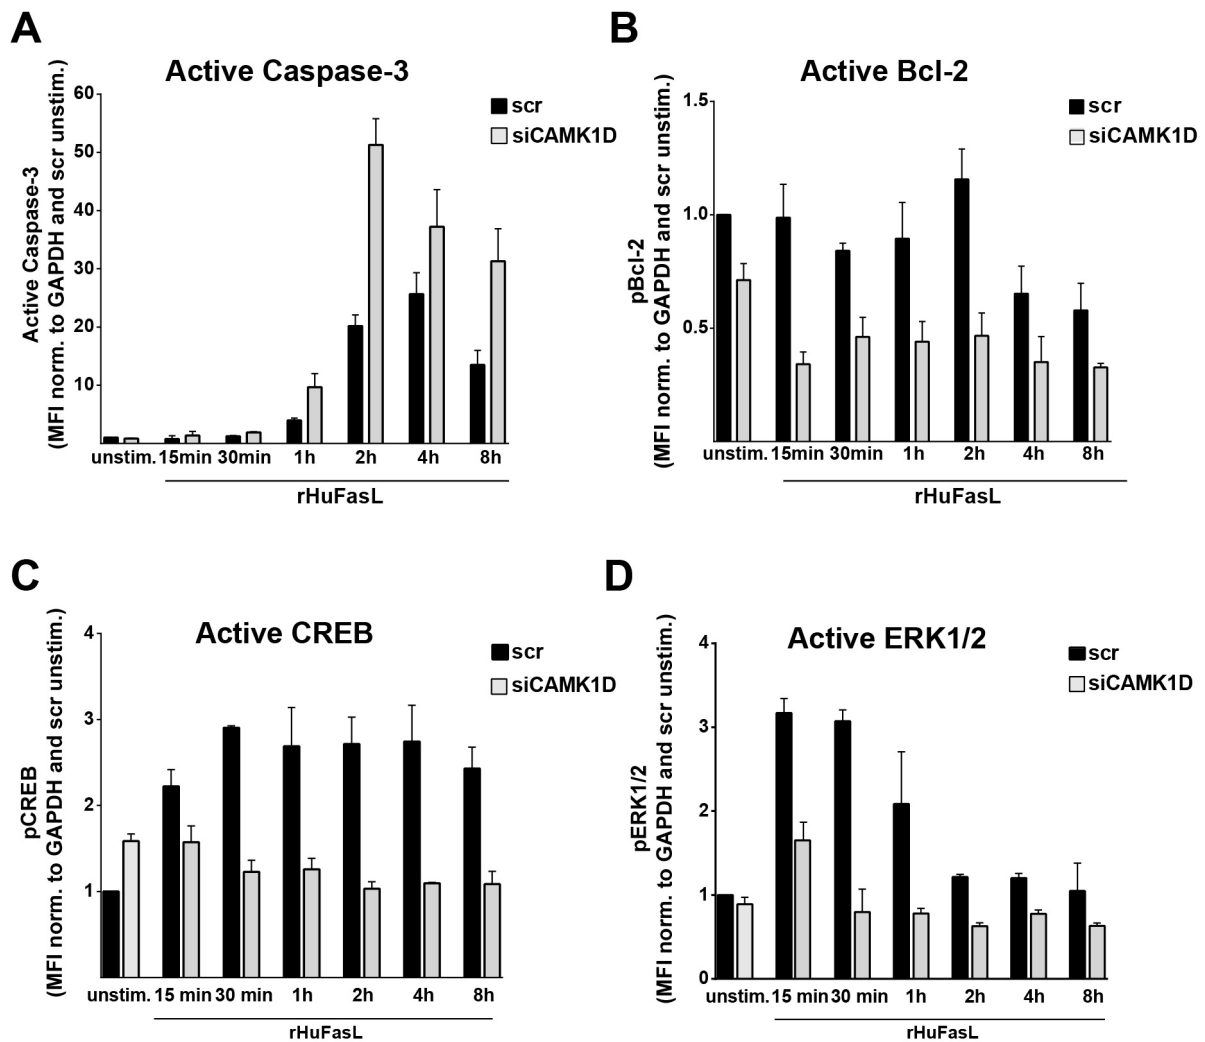 A
Active Caspase-3
Active Caspase-3
(MFI norm. to GAPDH and scr unstim.)
60
50
40
30
20
10
scr
siCAMK1D
unstim. 15min 30min 1h 2h 4h 8h
rHuFasL
B
Active Bcl-2
pBcl-2
(MFI norm. to GAPDH and scr unstim.)
1.5
1.0
0.5
scr
siCAMK1D
unstim. 15min 30min 1h 2h 4h 8h
rHuFasL
C
Active CREB
pCREB
(MFI norm. to GAPDH and scr unstim.)
4
3
2
1
scr
siCAMK1D
unstim. 15 min 30 min 1h 2h 4h 8h
rHuFasL
D
Active ERK1/2
pERK1/2
(MFI norm. to GAPDH and scr unstim.)
4
3
2
1
0
scr
siCAMK1D
unstim. 15 min 30 min 1h 2h 4h 8h
rHuFasL